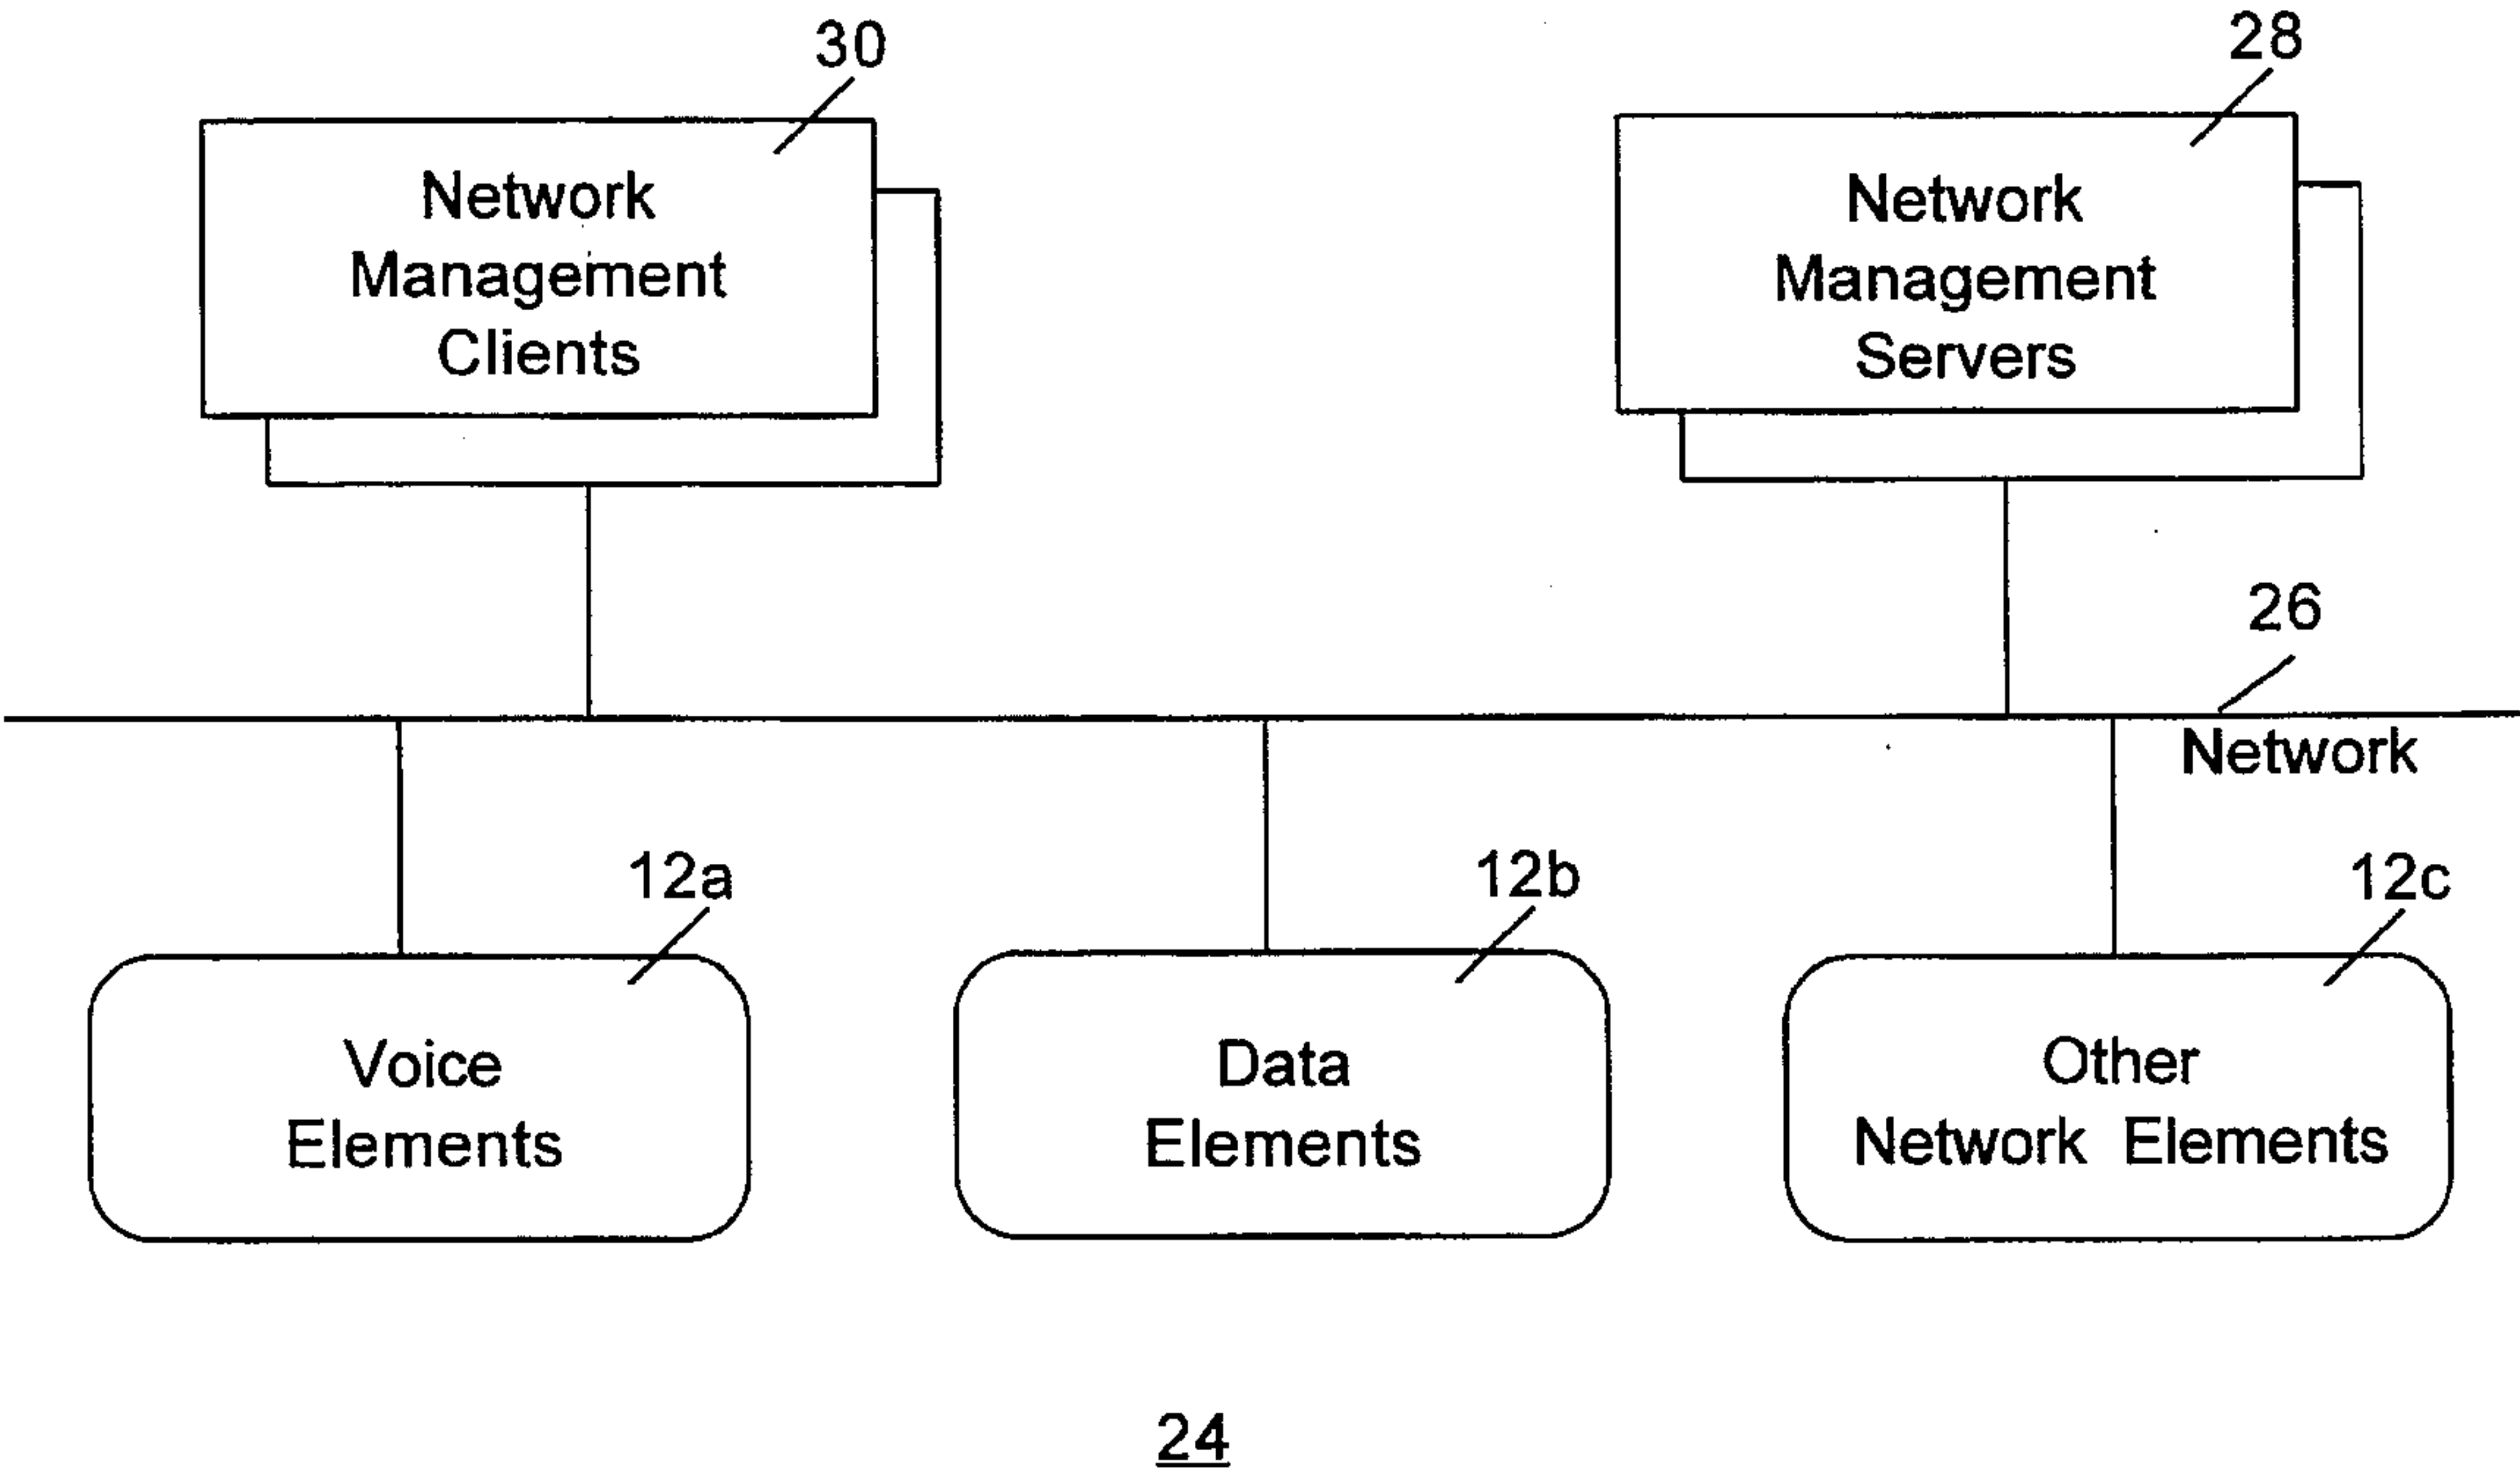 30
28
Network
Management
Clients
Network
Management
Servers
26
Network
12a
12b
12c
Voice
Elements
Data
Elements
Other
Network Elements
24